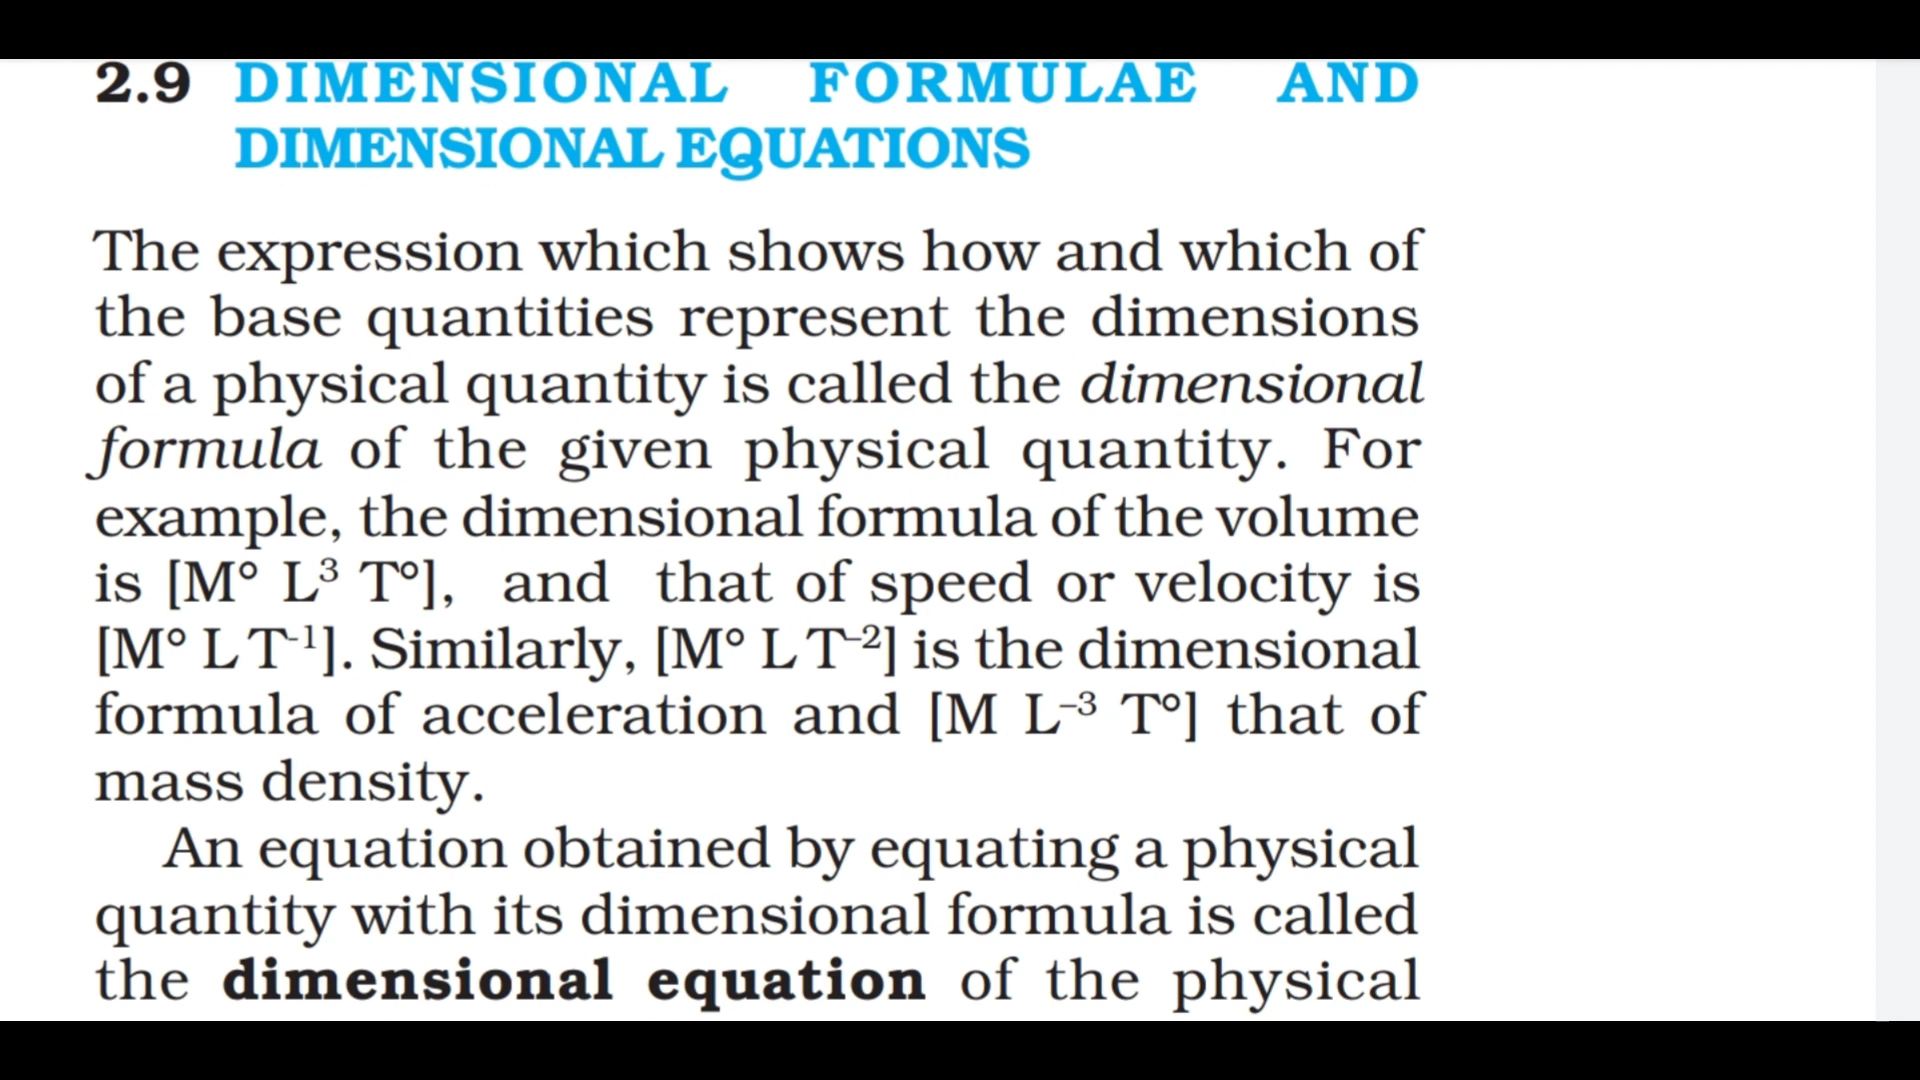 2.9 DIMENSIONAL FORMULAE AND
DIMENSIONAL EQUATIONS
The expression which shows how and which of
the base quantities represent the dimensions
of a physical quantity is called the dimensional
formula of the given physical quantity. For
example, the dimensional formula of the volume
is [M° L³ T°], and that of speed or velocity is
[M° L T⁻¹]. Similarly, [M° L T⁻²] is the dimensional
formula of acceleration and [M L⁻³ T°] that of
mass density.
An equation obtained by equating a physical
quantity with its dimensional formula is called
the dimensional equation of the physical